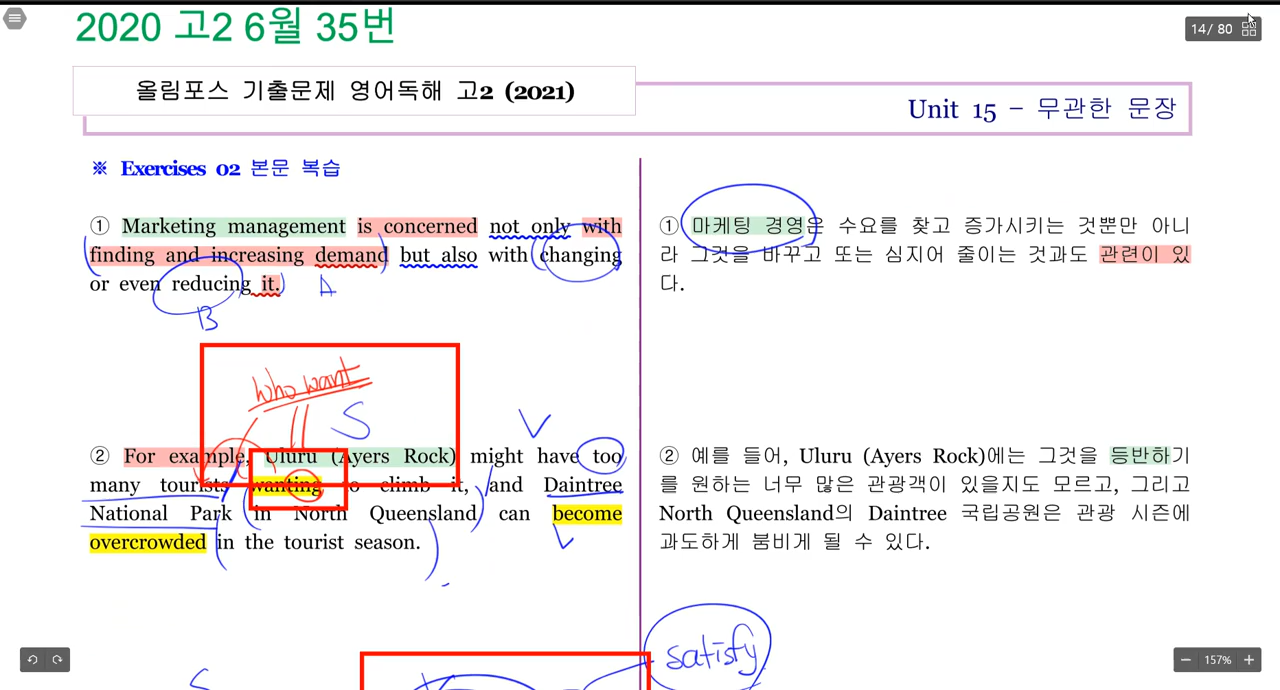 2020 고2 6월 35번
14/ 80
올림포스 기출문제 영어독해 고2 (2021)
Unit 15 - 무관한 문장
※ Exercises 02 본문 복습
① Marketing management is concerned not only with
finding and increasing demand but also with changing
or even reducing it.
A
B
who want
S
V
② For example, Uluru (Ayers Rock) might have too
many tourists wanting to climb it, and Daintree
National Park in North Queensland can become
overcrowded in the tourist season.
V
S
① 마케팅 경영은 수요를 찾고 증가시키는 것뿐만 아니
라 그것을 바꾸고 또는 심지어 줄이는 것과도 관련이 있
다.
② 예를 들어, Uluru (Ayers Rock)에는 그것을 등반하기
를 원하는 너무 많은 관광객이 있을지도 모르고, 그리고
North Queensland의 Daintree 국립공원은 관광 시즌에
과도하게 붐비게 될 수 있다.
satisfy
157%